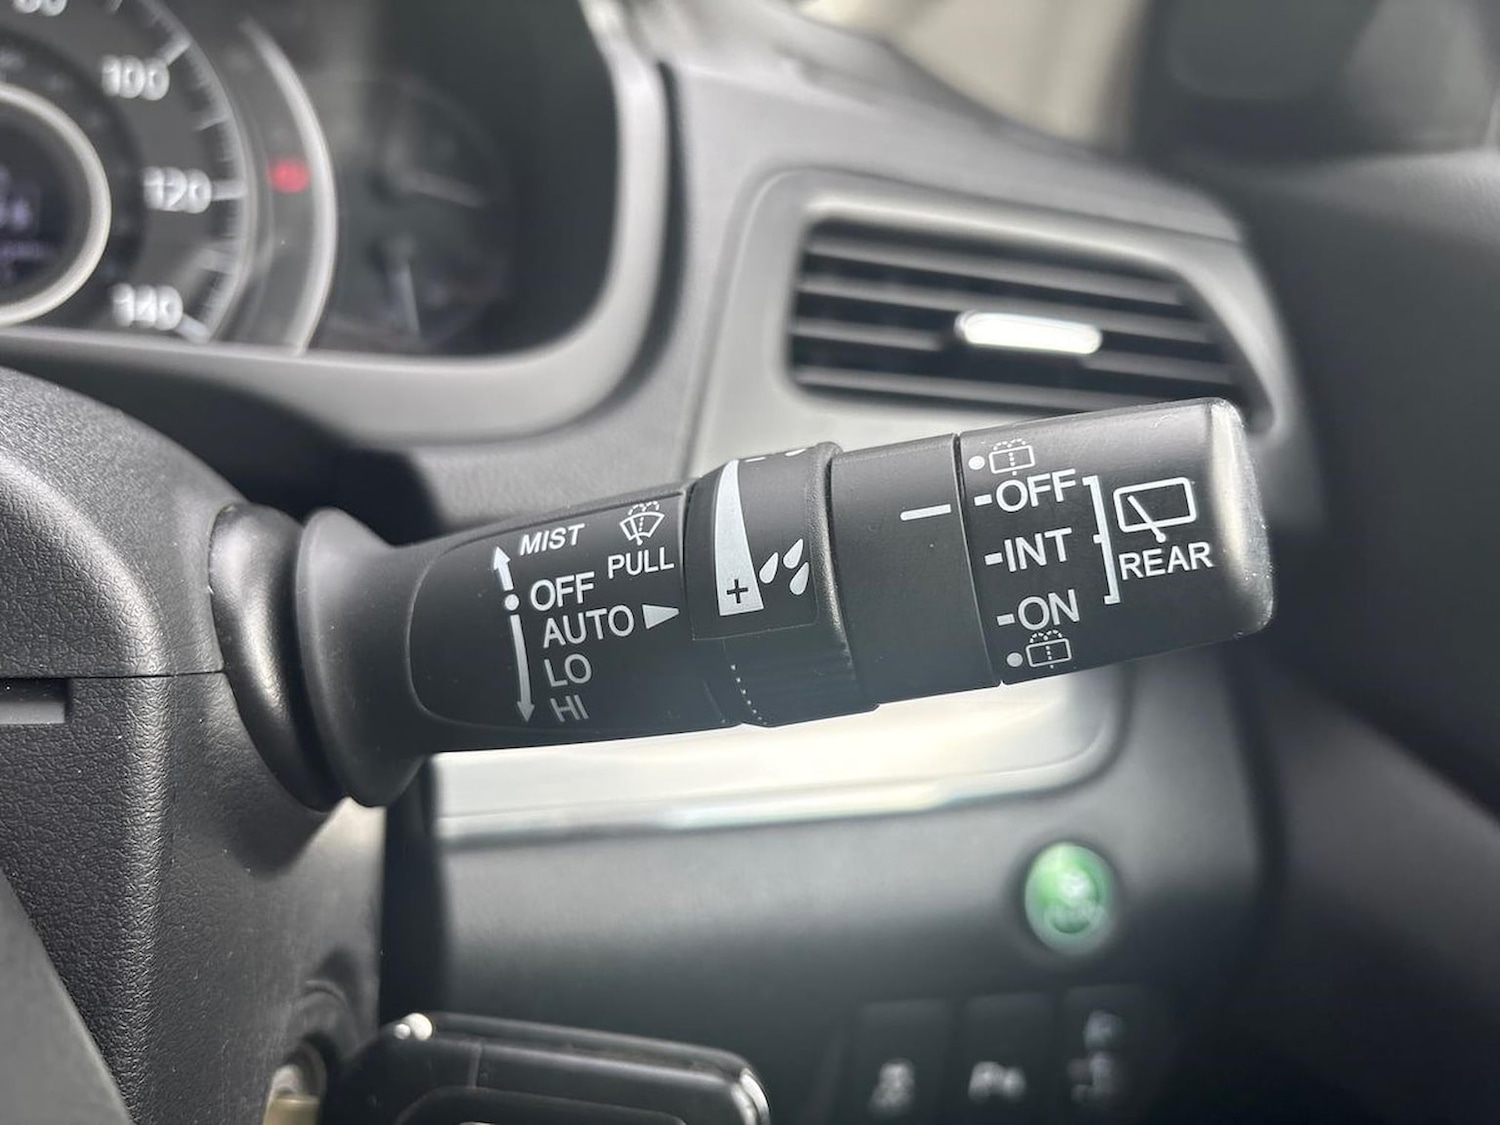 100
120
140
MIST
PULL
OFF
AUTO
LO
HI
+
-OFF
-INT
-ON
REAR